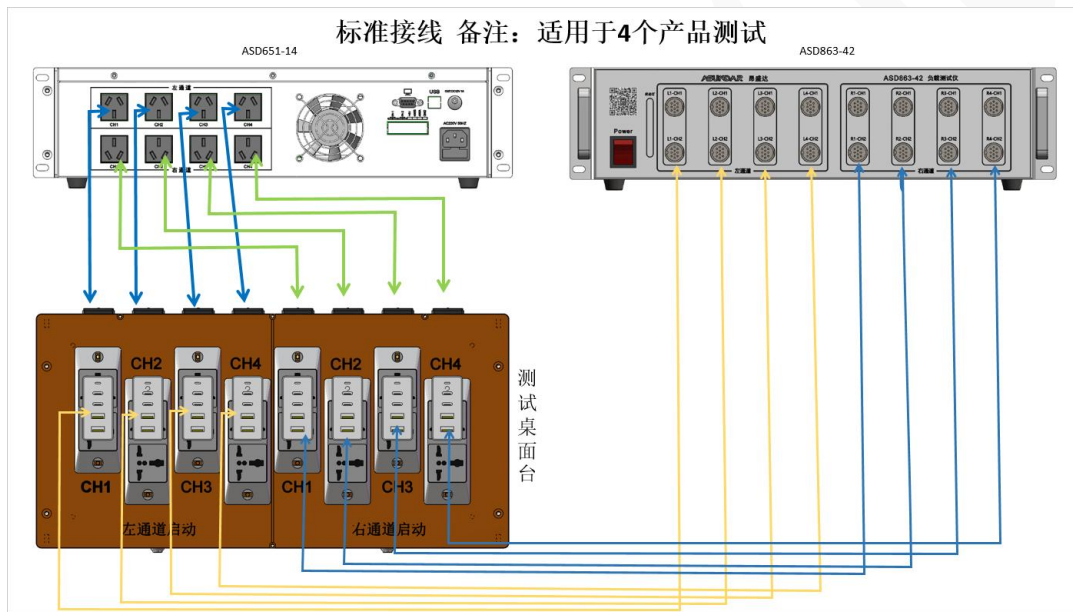 标准接线 备注：适用于4个产品测试
ASD651-14
ASD863-42
左通道
CH1
CH2
CH3
CH4
USB
AC220V 50HZ
CH1
右通道
ASUNDAR 昂盛达
ASD863-42 负载测试仪
L1-CH1
L2-CH1
L3-CH1
L4-CH1
R1-CH1
R2-CH1
R3-CH1
R4-CH1
Power
L1-CH2
L2-CH2
L3-CH2
L4-CH2
R1-CH2
R2-CH2
R3-CH2
R4-CH2
左通道
右通道
CH2
CH4
CH2
CH4
CH1
CH3
CH1
CH3
左通道启动
右通道启动
测试桌面台